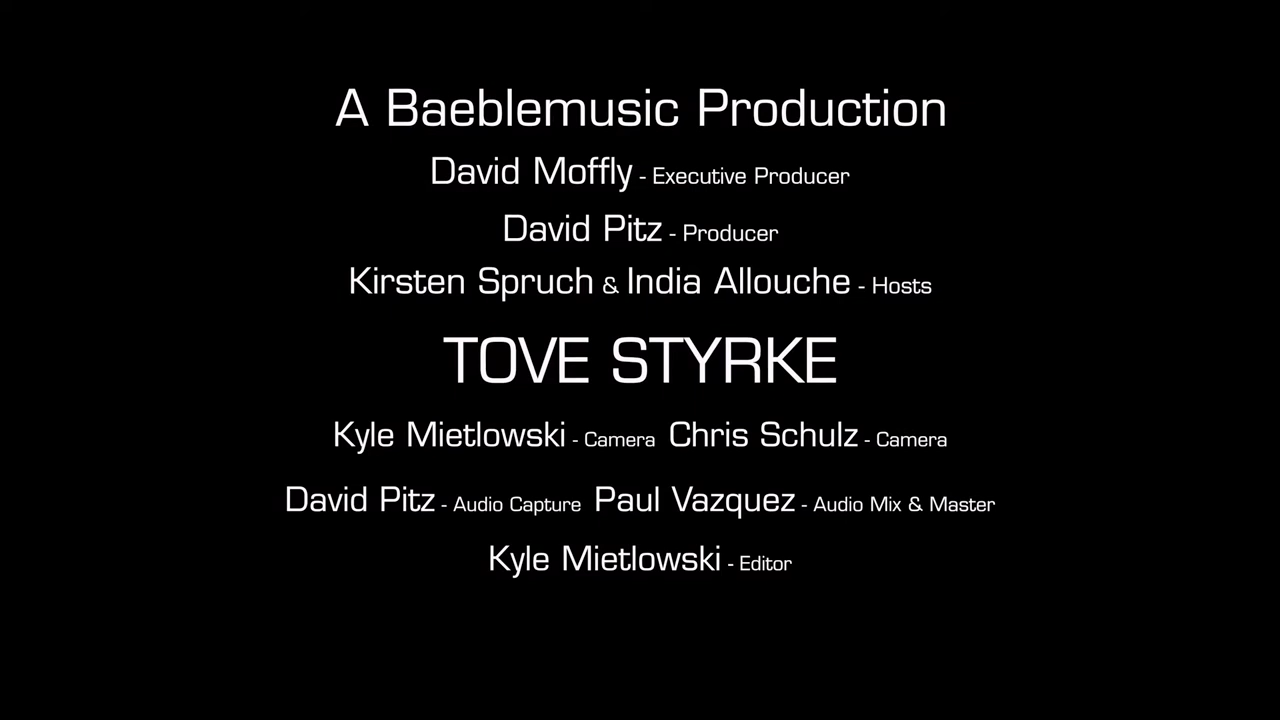 A Baeblemusic Production
David Moffly - Executive Producer
David Pitz - Producer
Kirsten Spruch & India Allouche - Hosts
TOVE STYRKE
Kyle Mietlowski - Camera Chris Schulz - Camera
David Pitz - Audio Capture Paul Vazquez - Audio Mix & Master
Kyle Mietlowski - Editor